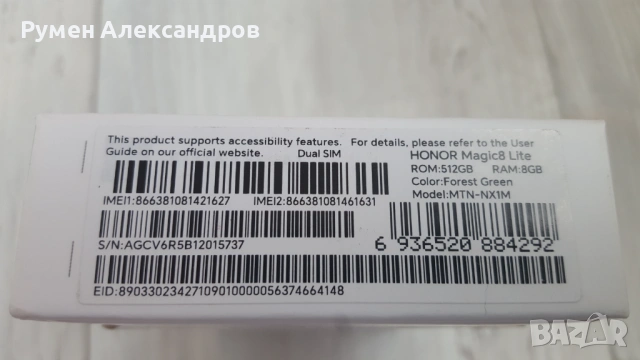 Румен Александров
This product supports accessibility features. For details, please refer to the User
Guide on our official website. Dual SIM
HONOR Magic8 Lite
ROM:512GB RAM:8GB
Color:Forest Green
Model:MTN-NX1M
IMEI1:866381081421627 IMEI2:866381081461631
S/N:AGCV6R5B12015737
6 936520 884292
EID:89033023427109010000056374664148
BAZAR
bg